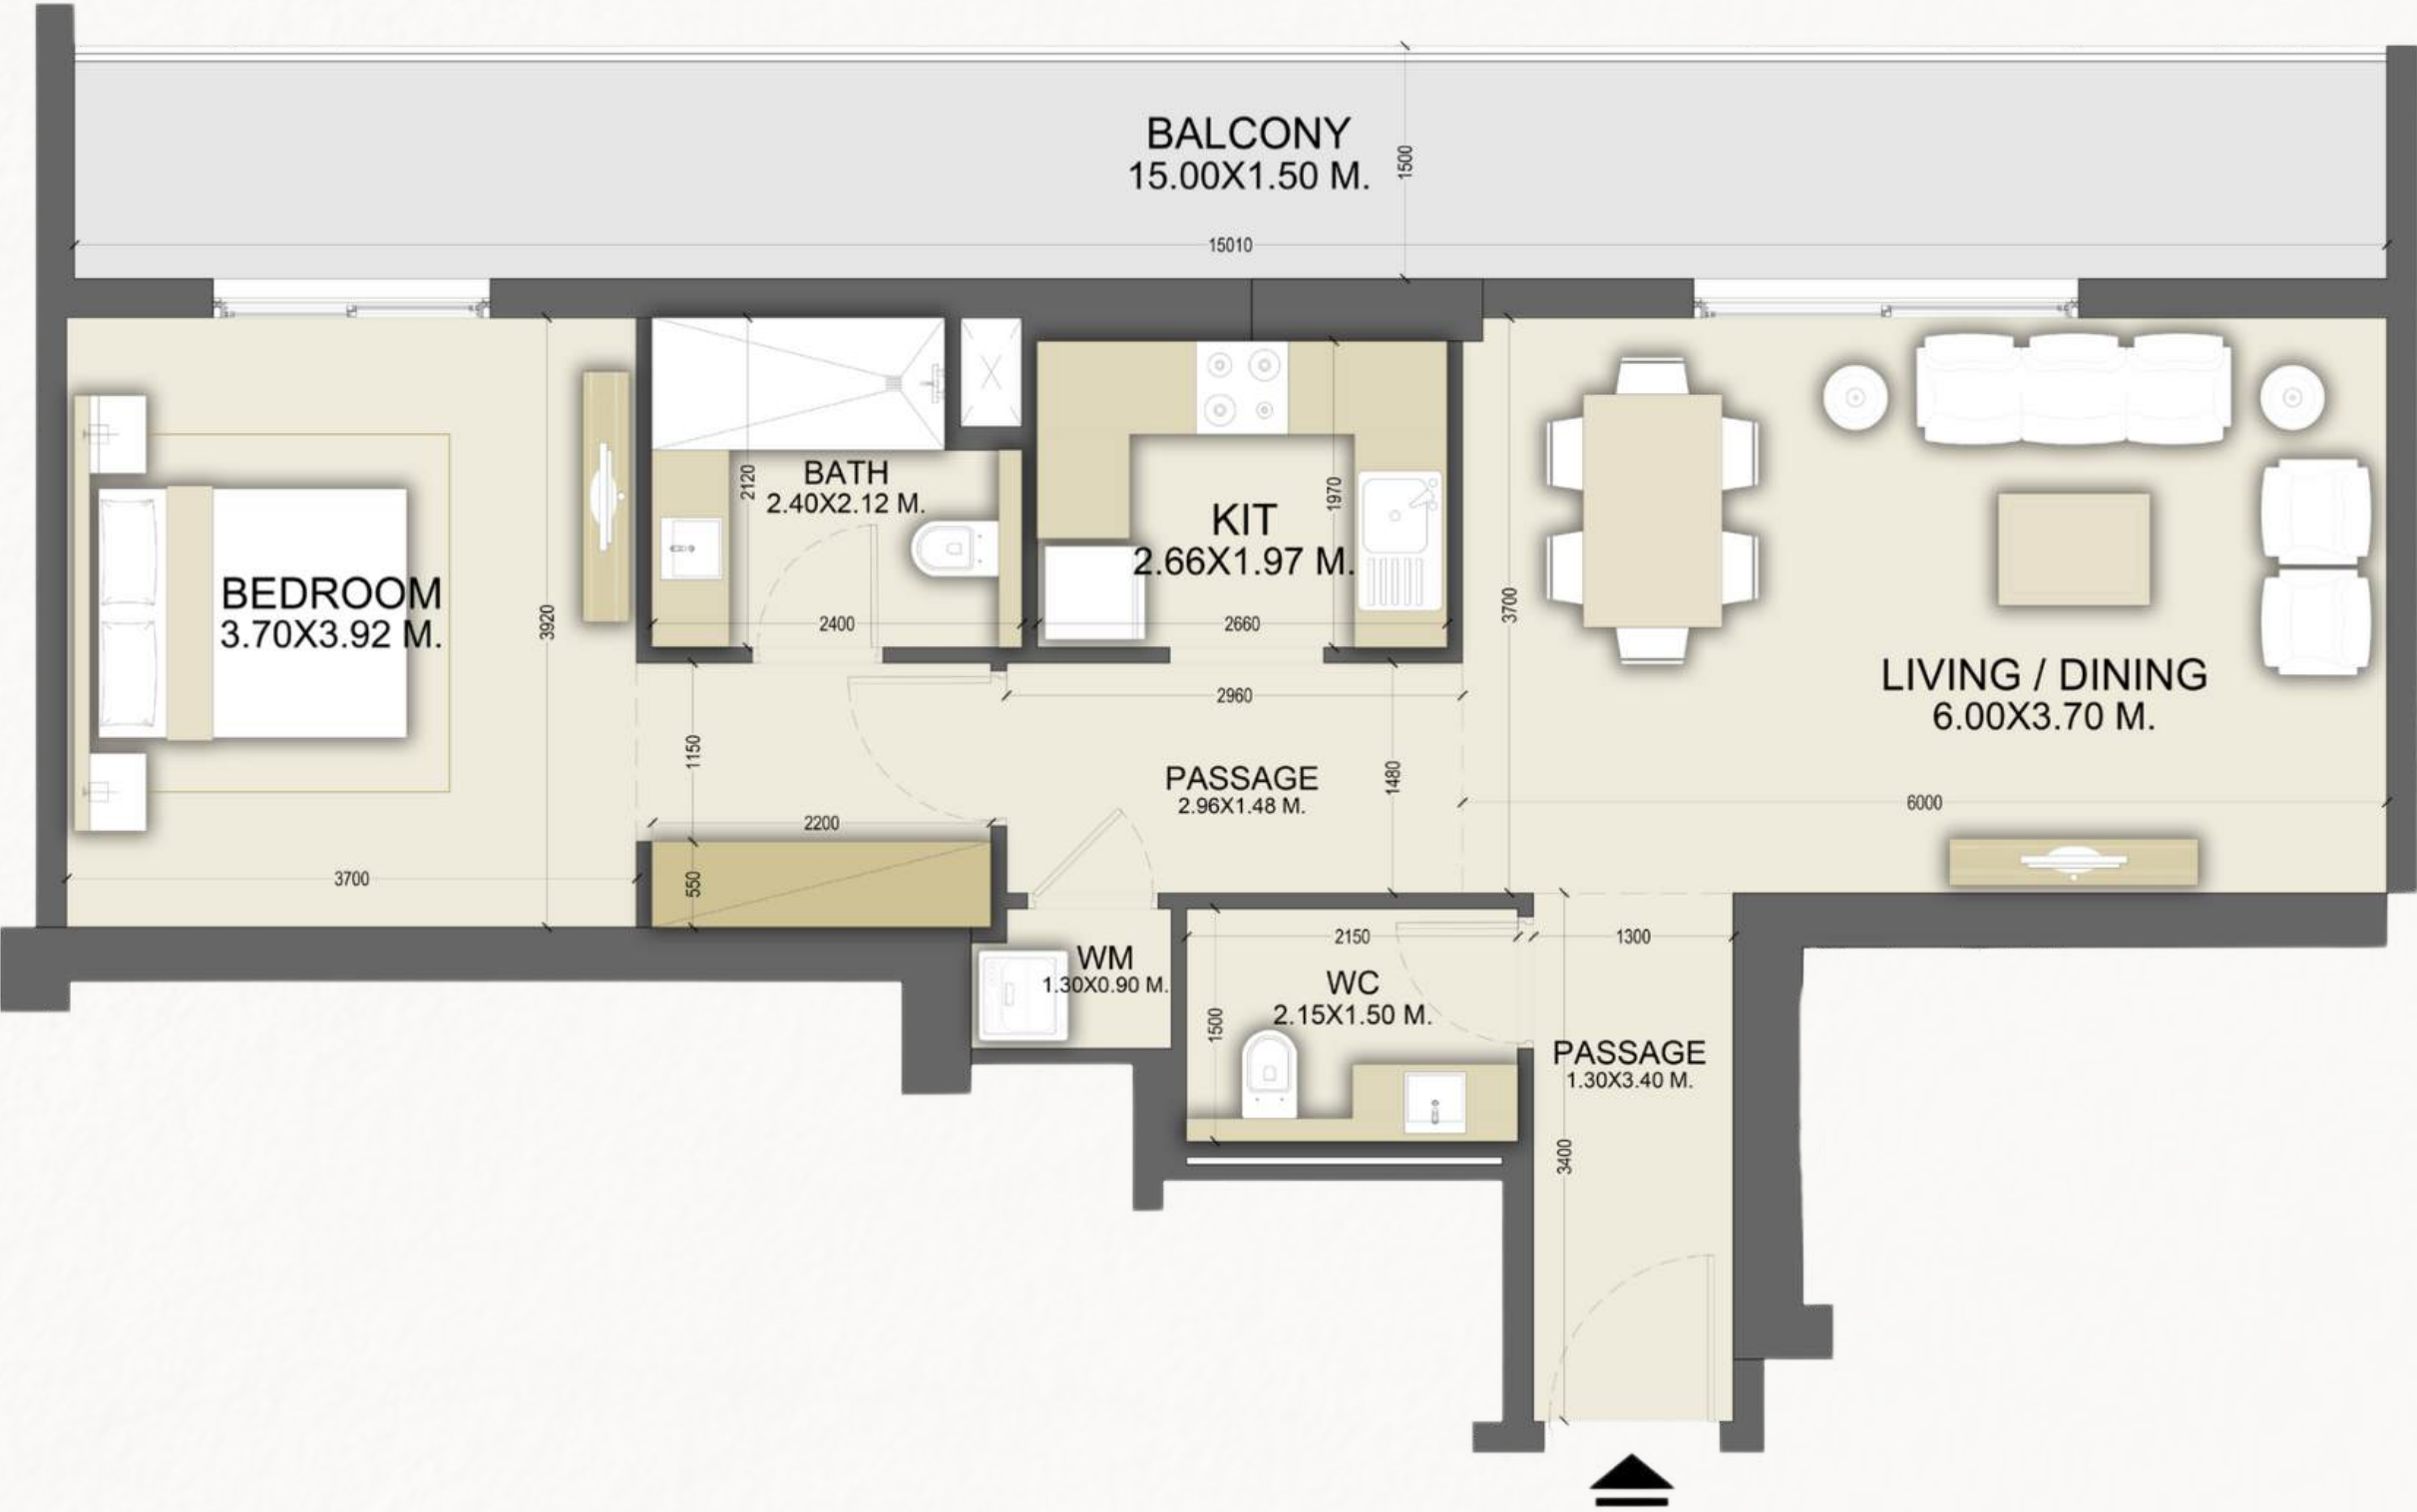 BALCONY
15.00X1.50 M.
1500
15010
BATH
2.40X2.12 M.
2120
2400
KIT
2.66X1.97 M.
1970
2660
BEDROOM
3.70X3.92 M.
3920
3700
LIVING / DINING
6.00X3.70 M.
3700
6000
2960
1150
PASSAGE
2.96X1.48 M.
1480
2200
550
WM
1.30X0.90 M.
2150
WC
2.15X1.50 M.
1500
1300
PASSAGE
1.30X3.40 M.
3400